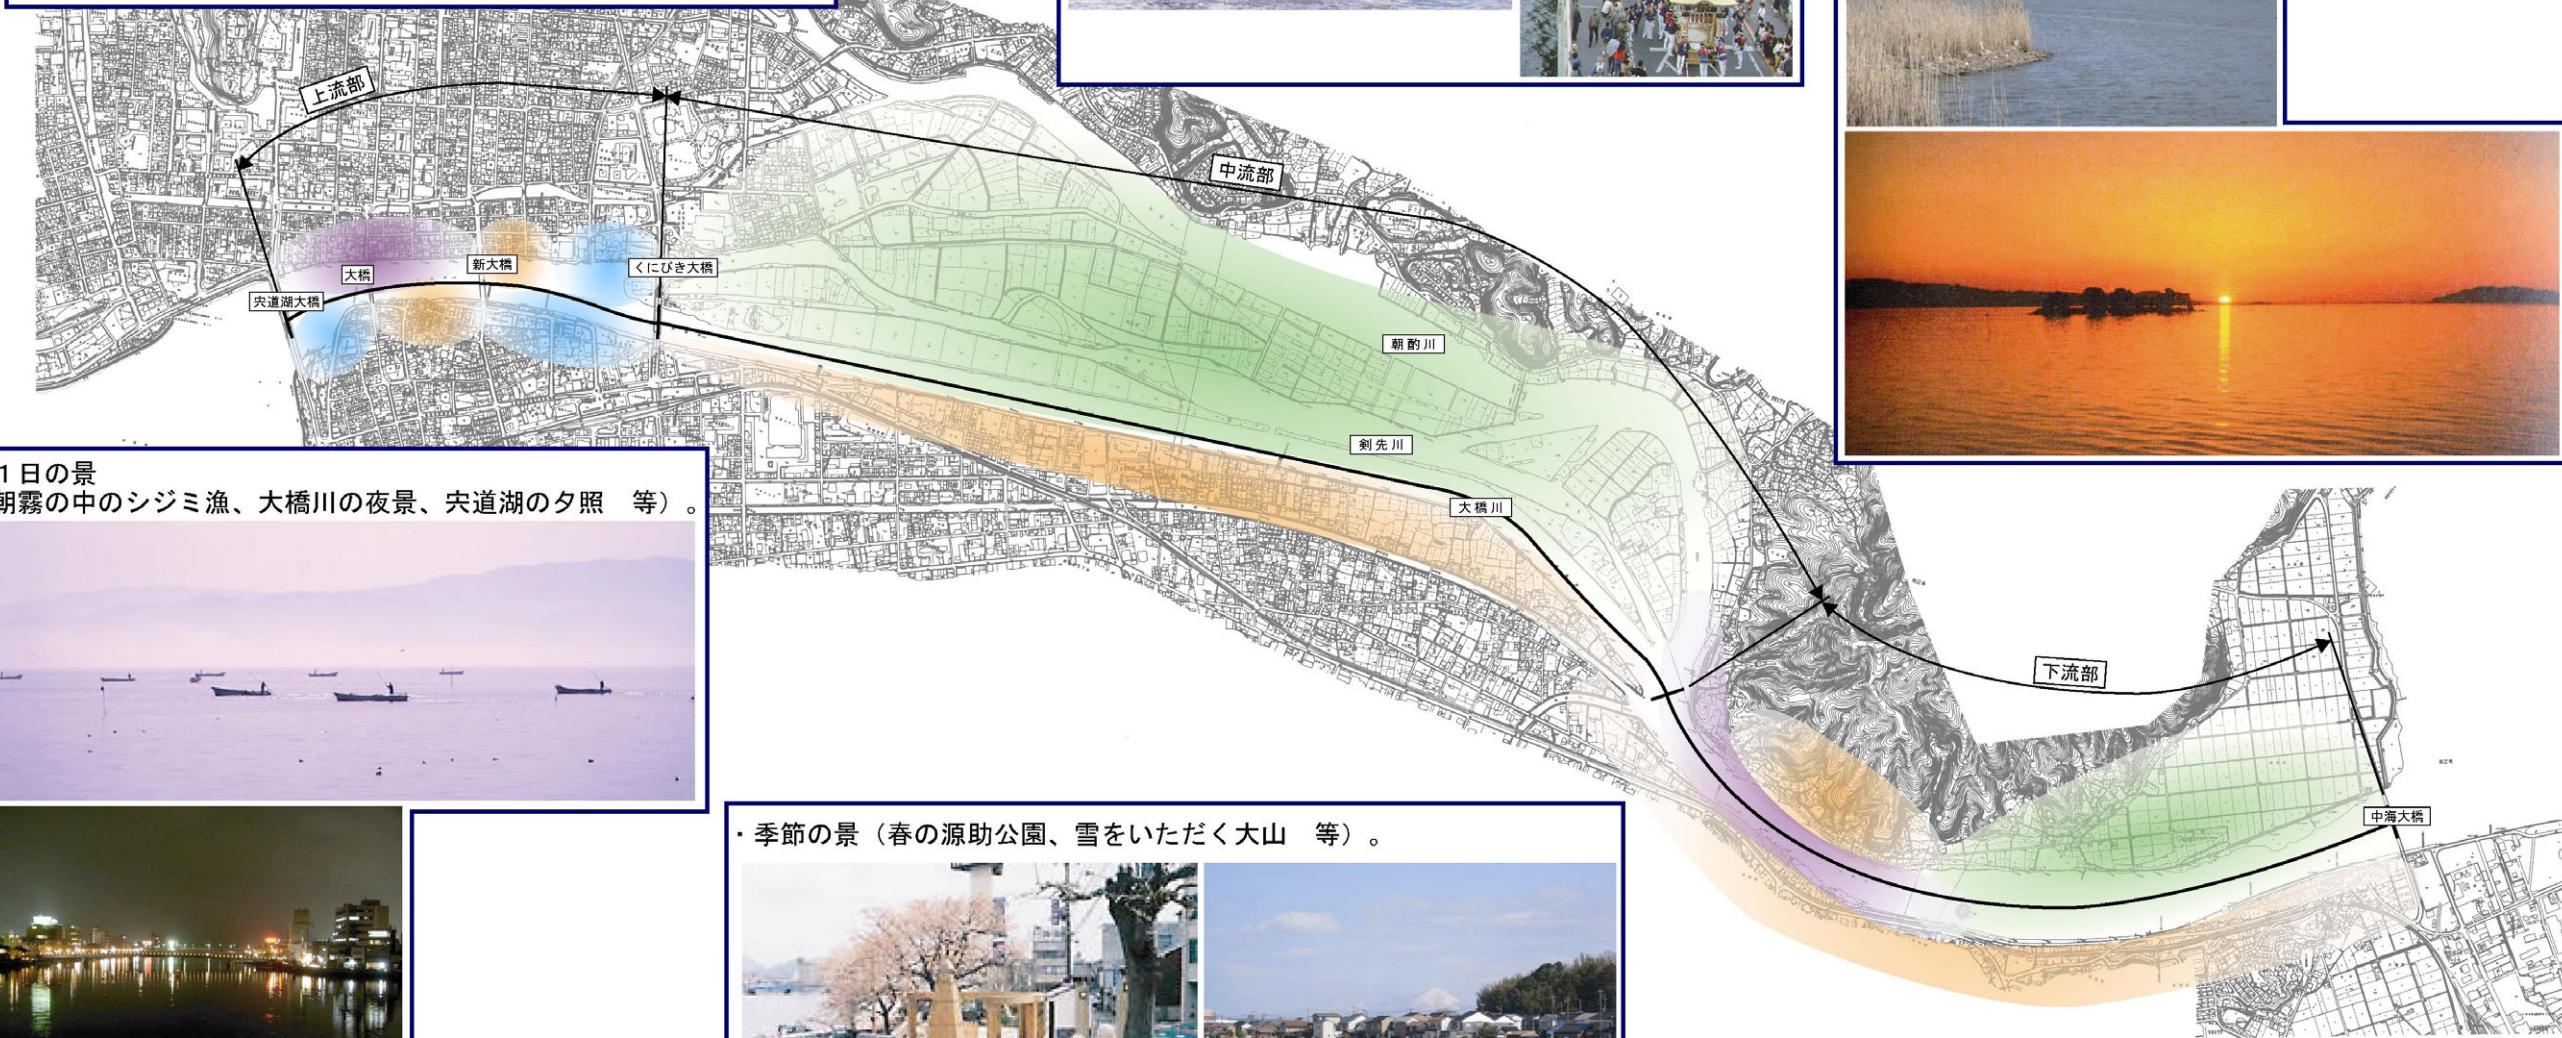 上流部
中流部
大橋
新大橋
くにびき大橋
宍道湖大橋
朝酌川
剣先川
大橋川
1日の景
朝霧の中のシジミ漁、大橋川の夜景、宍道湖の夕照 等）。
下流部
中海大橋
・季節の景（春の源助公園、雪をいただく大山 等）。